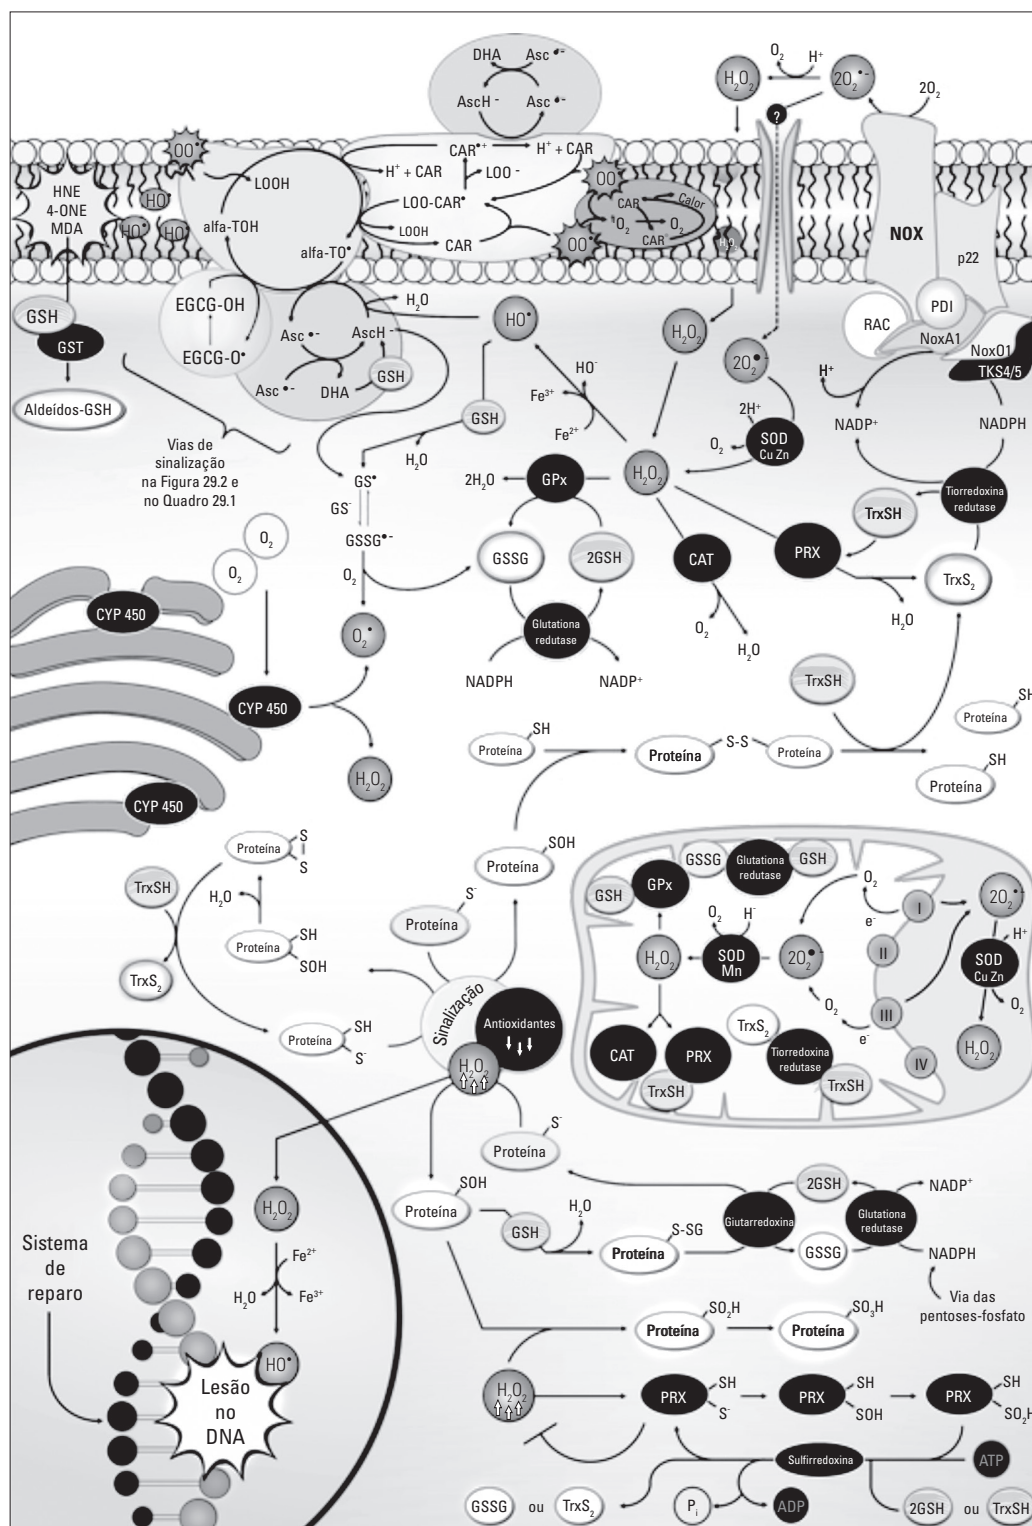 DHA Asc •-
AscH - Asc •-
O2 H+
H2O2 2O2•-
2O2
?
OO•
LOOH
CAR•+ H+ + CAR
H+ + CAR LOO -
LOO-CAR•
LOOH
CAR
OO
CAR Calor
O2 O2
CAR
OO•
HNE
4-ONE
MDA
HO•
HO• HO•
alfa-TOH
alfa-TO•
H2O2
NOX
p22
PDI
RAC
NoxA1
NoxO1
TKS4/5
GSH
GST
Aldeídos-GSH
EGCG-OH
EGCG-O•
H2O
Asc •- AscH -
Asc •- DHA GSH
HO•
H2O2
2O2•-
HO-
Fe3+
Fe2+
GSH
H2O
2H+
O2
SOD
Cu Zn
H+
NADP+ NADPH
Vias de
sinalização
na Figura 29.2 e
no Quadro 29.1
GS•
GS-
GSSG•-
O2
O2•
2H2O GPx H2O2
GSSG 2GSH
Glutationa
redutase
NADPH NADP+
CAT
O2
H2O
PRX
H2O
TrxSH
Tiorredoxina
redutase
TrxS2
O2
O2
CYP 450
CYP 450
CYP 450
H2O2
TrxSH
Proteína SH
Proteína S-S Proteína
Proteína SH
Proteína SH
Proteína SOH
Proteína S S
TrxSH
H2O
Proteína SH SOH
TrxS2
Proteína S-
Proteína SH S-
Sinalização
Antioxidantes
H2O2
GSH GPx GSSG Glutationa
redutase GSH
O2
e-
I
2O2•-
H+
SOD
Cu Zn
O2
H2O2
II
III
IV
O2 H-
H2O2 SOD
Mn 2O2•-
O2
e-
CAT PRX
TrxSH
TrxS2
Tiorredoxina
redutase
TrxSH
Proteína S-
Proteína SOH
GSH
H2O
Proteína S-SG
Glutarredoxina
2GSH
GSSG
Glutationa
redutase
NADP+
NADPH
Via das
pentoses-fosfato
H2O2
Fe2+
H2O Fe3+
HO•
Sistema
de
reparo
Lesão
no
DNA
Proteína SO2H
Proteína SO3H
H2O2
PRX SH S-
PRX SH SOH
PRX SH SO2H
Sulfirredoxina
ATP
GSSG ou TrxS2
Pi
ADP
2GSH ou TrxSH